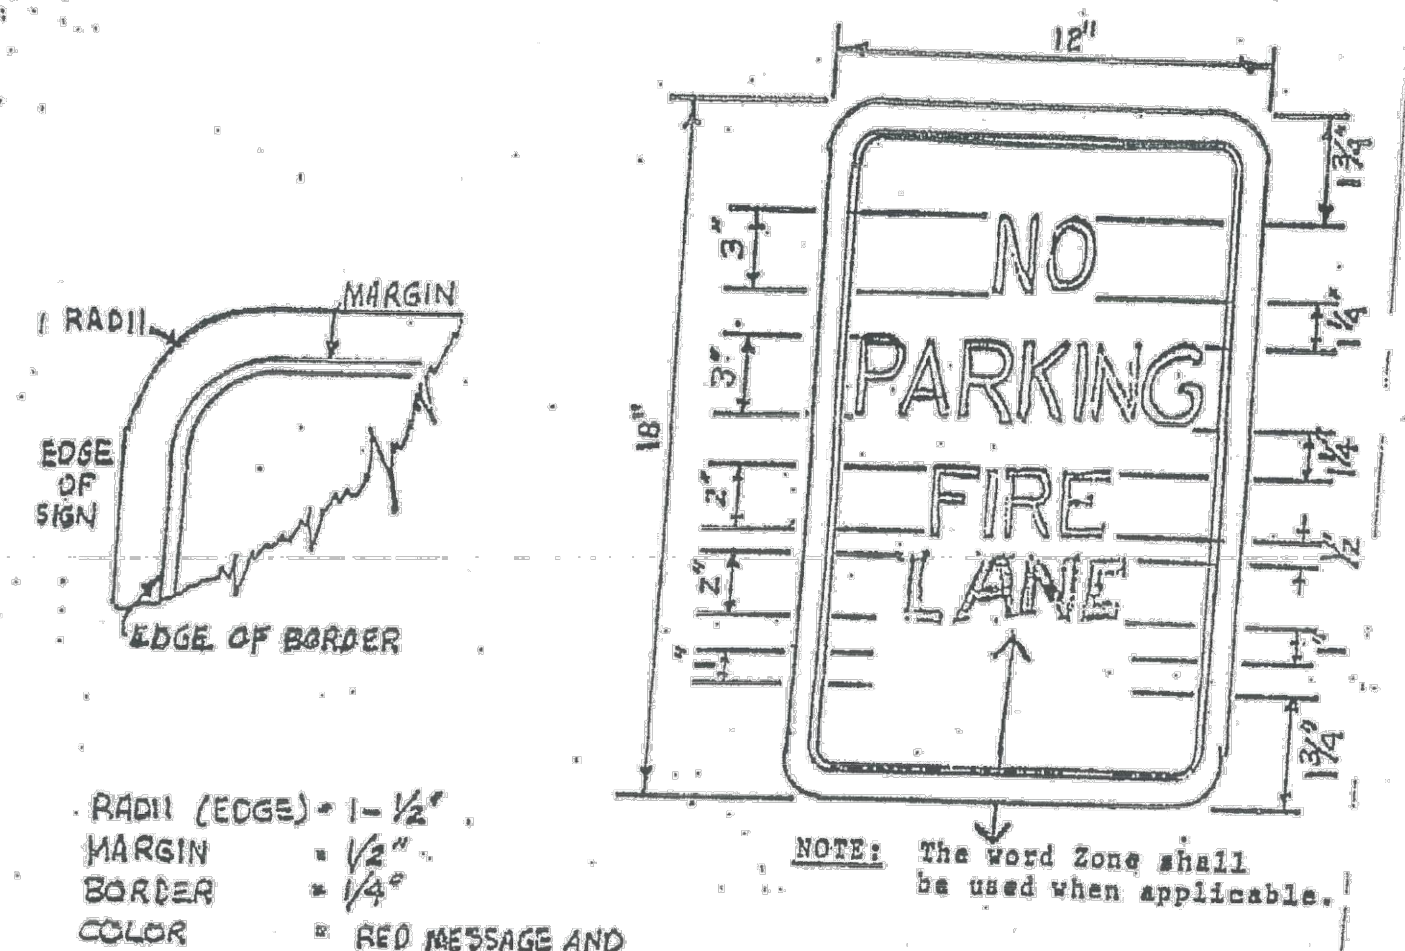 12"
1 3/4"
3"
NO
MARGIN
1 RADII
1/4"
3"
PARKING
18"
1/4"
EDGE
OF
SIGN
2"
FIRE
1/2"
2"
LANE
EDGE OF BORDER
1"
1"
1 3/4"
RADII (EDGE) = 1-1/2"
MARGIN = 1/2"
BORDER = 1/4"
COLOR = RED MESSAGE AND
NOTE: The word Zone shall
be used when applicable.